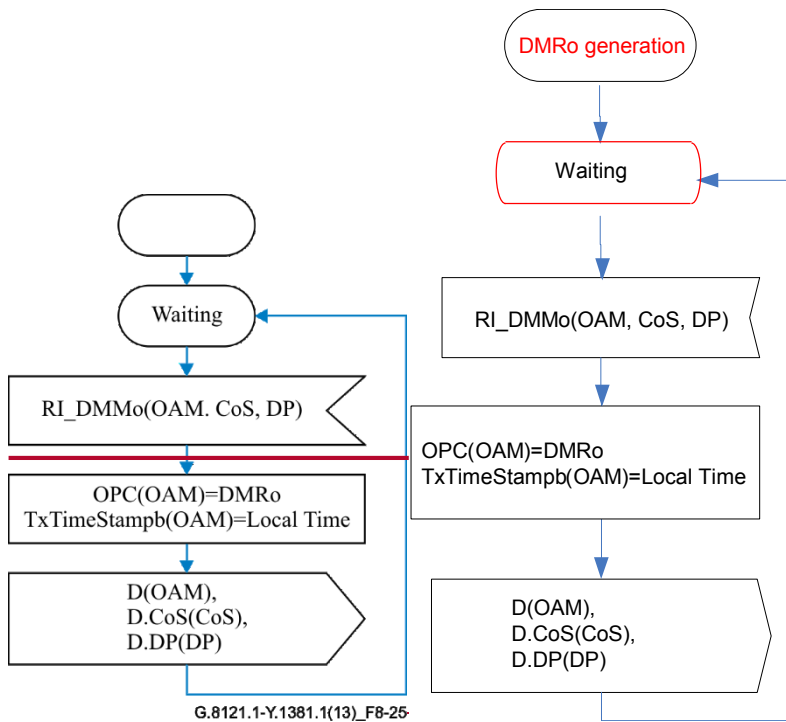 Waiting
RI_DMMo(OAM. CoS, DP)
OPC(OAM)=DMRo
TxTimeStampb(OAM)=Local Time
D(OAM),
D.CoS(CoS),
D.DP(DP)
G.8121.1-Y.1381.1(13)_F8-25
DMRo generation
Waiting
RI_DMMo(OAM, CoS, DP)
OPC(OAM)=DMRo
TxTimeStampb(OAM)=Local Time
D(OAM),
D.CoS(CoS),
D.DP(DP)